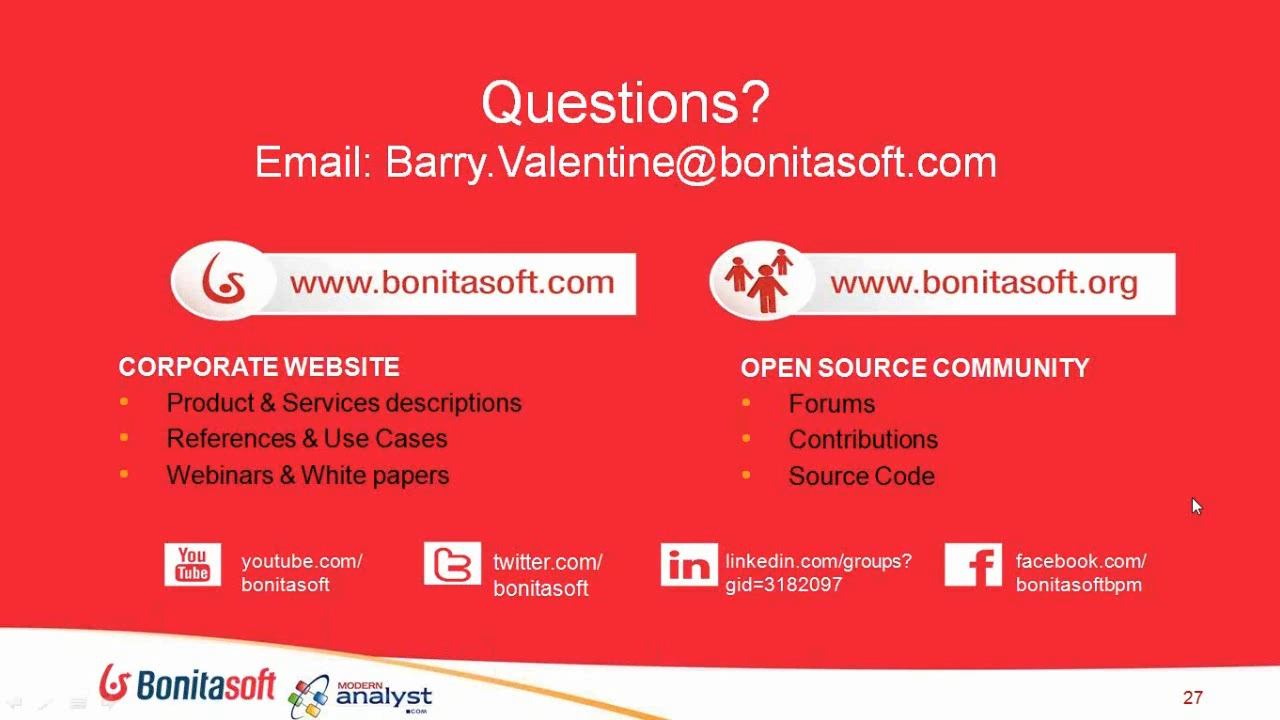 Questions?
Email: Barry.Valentine@bonitasoft.com
www.bonitasoft.com
www.bonitasoft.org
CORPORATE WEBSITE
• Product & Services descriptions
• References & Use Cases
• Webinars & White papers
OPEN SOURCE COMMUNITY
• Forums
• Contributions
• Source Code
You
Tube
youtube.com/
bonitasoft
twitter.com/
bonitasoft
in
linkedin.com/groups?
gid=3182097
f
facebook.com/
bonitasoftbpm
Bonitasoft
MODERN
analyst
.COM
27